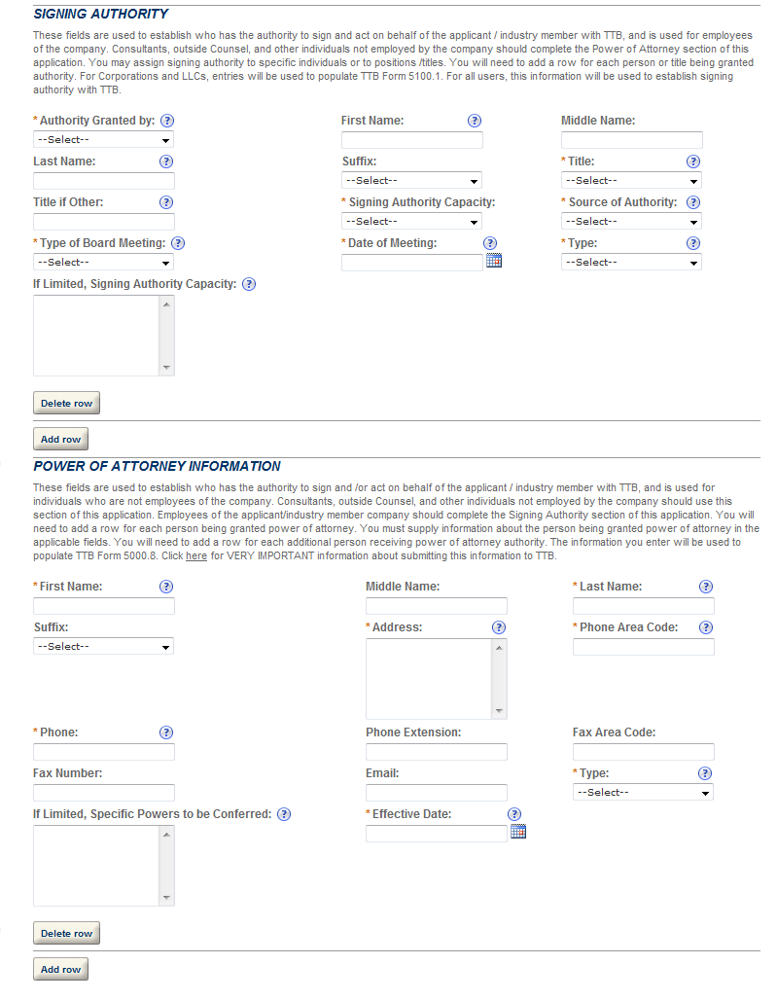 SIGNING AUTHORITY
These fields are used to establish who has the authority to sign and act on behalf of the applicant / industry member with TTB, and is used for employees
of the company. Consultants, outside Counsel, and other individuals not employed by the company should complete the Power of Attorney section of this
application. You may assign signing authority to specific individuals or to positions /titles. You will need to add a row for each person or title being granted
authority. For Corporations and LLCs, entries will be used to populate TTB Form 5100.1. For all users, this information will be used to establish signing
authority with TTB.
* Authority Granted by: ? First Name: ? Middle Name:
--Select--
Last Name: ? Suffix: * Title: ?
--Select-- --Select--
Title if Other: ? * Signing Authority Capacity: * Source of Authority: ?
--Select-- --Select--
* Type of Board Meeting: ? * Date of Meeting: ? * Type: ?
--Select-- --Select--
If Limited, Signing Authority Capacity: ?
Delete row
Add row
POWER OF ATTORNEY INFORMATION
These fields are used to establish who has the authority to sign and /or act on behalf of the applicant / industry member with TTB, and is used for
individuals who are not employees of the company. Consultants, outside Counsel, and other individuals not employed by the company should use this
section of this application. Employees of the applicant/industry member company should complete the Signing Authority section of this application. You will
need to add a row for each person being granted power of attorney. You must supply information about the person being granted power of attorney in the
applicable fields. You will need to add a row for each additional person receiving power of attorney authority. The information you enter will be used to
populate TTB Form 5000.8. Click here for VERY IMPORTANT information about submitting this information to TTB.
* First Name: ? Middle Name: * Last Name: ?
Suffix: * Address: ? * Phone Area Code: ?
--Select--
* Phone: ? Phone Extension: Fax Area Code:
Fax Number: Email: * Type: ?
--Select--
If Limited, Specific Powers to be Conferred: ? * Effective Date: ?
Delete row
Add row